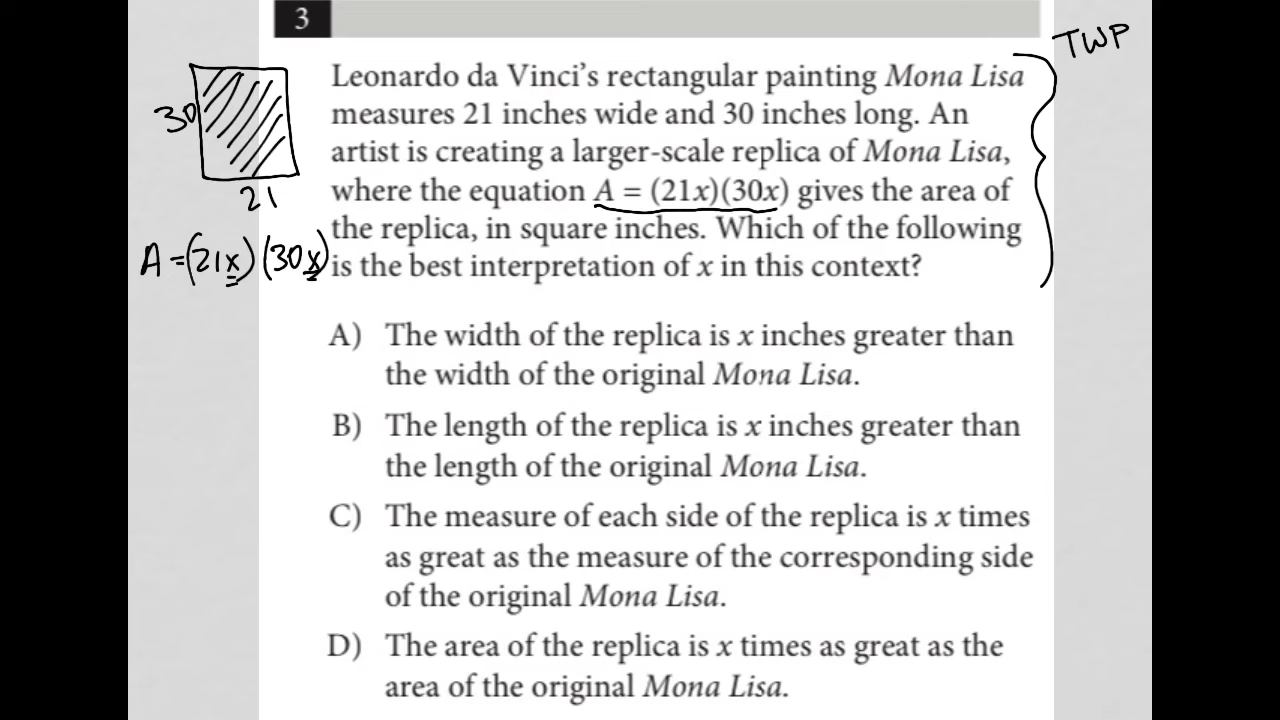 3
TWP
Leonardo da Vinci's rectangular painting Mona Lisa
measures 21 inches wide and 30 inches long. An
artist is creating a larger-scale replica of Mona Lisa,
where the equation A = (21x)(30x) gives the area of
the replica, in square inches. Which of the following
is the best interpretation of x in this context?
30
21
A=(21x)(30x)
A) The width of the replica is x inches greater than
the width of the original Mona Lisa.
B) The length of the replica is x inches greater than
the length of the original Mona Lisa.
C) The measure of each side of the replica is x times
as great as the measure of the corresponding side
of the original Mona Lisa.
D) The area of the replica is x times as great as the
area of the original Mona Lisa.